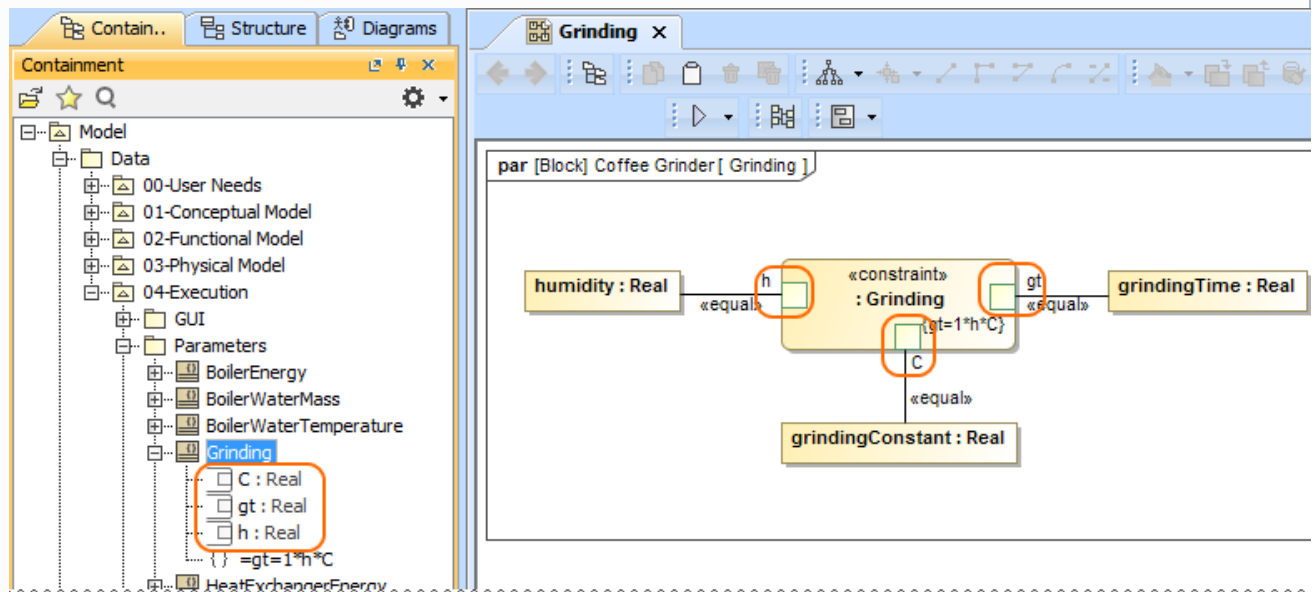 Contain..
Structure
Diagrams
Containment
Model
Data
00-User Needs
01-Conceptual Model
02-Functional Model
03-Physical Model
04-Execution
GUI
Parameters
BoilerEnergy
BoilerWaterMass
BoilerWaterTemperature
Grinding
C : Real
gt : Real
h : Real
{} =gt=1*h*C
HeatExchangerEnergy
Grinding X
par [Block] Coffee Grinder [ Grinding ]
humidity : Real
h
«equal»
«constraint»
: Grinding
{gt=1*h*C}
gt
«equal»
grindingTime : Real
C
«equal»
grindingConstant : Real